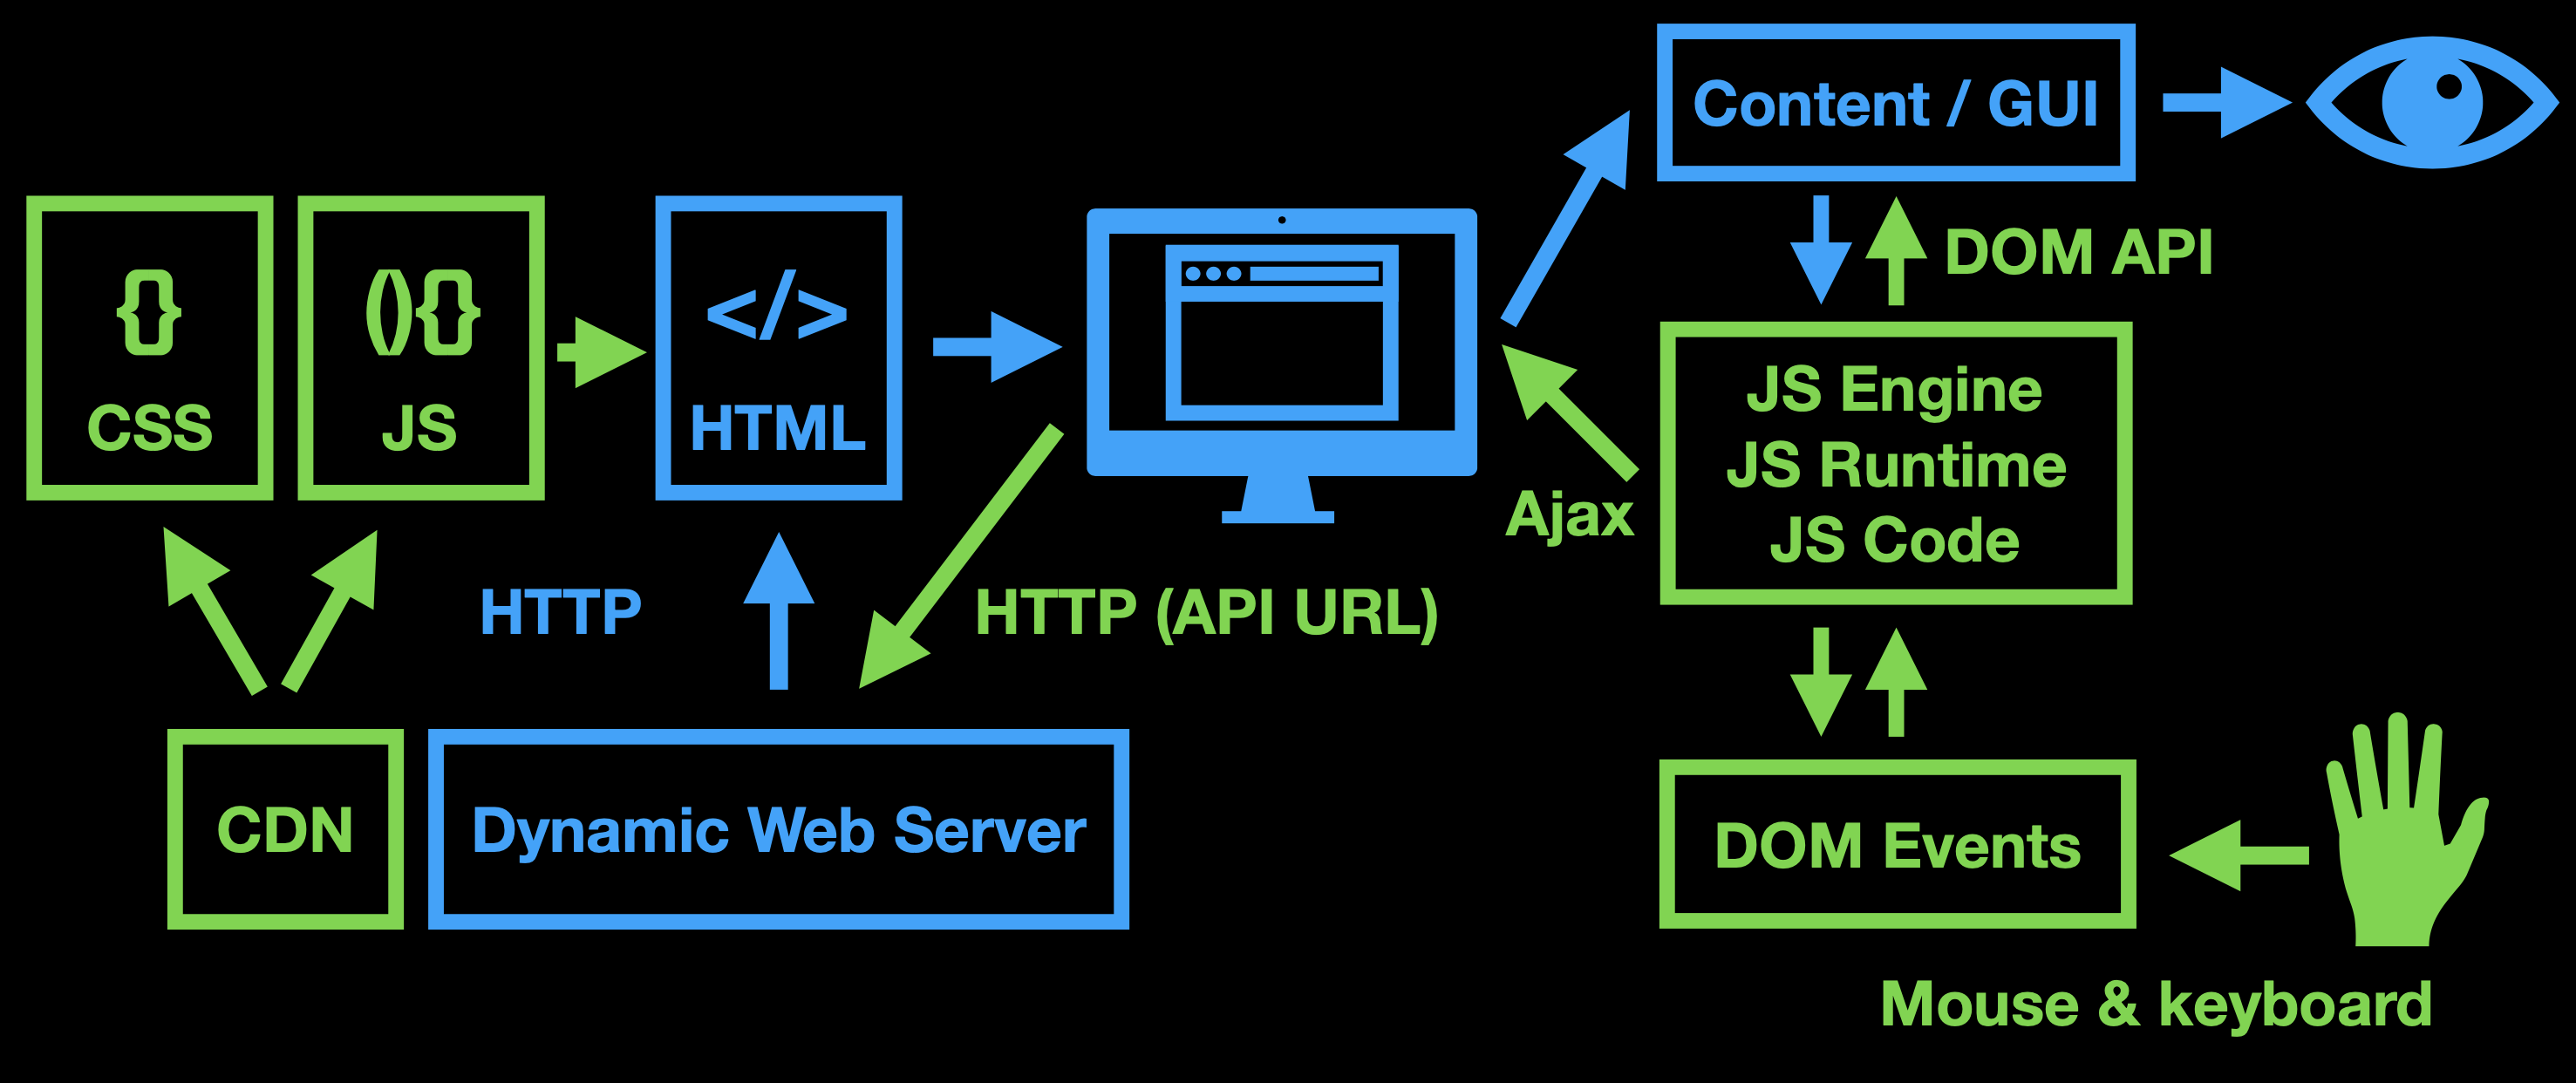 Content / GUI
DOM API
{}
CSS
(){}
JS
</>
HTML
JS Engine
JS Runtime
JS Code
Ajax
HTTP
HTTP (API URL)
CDN
Dynamic Web Server
DOM Events
Mouse & keyboard